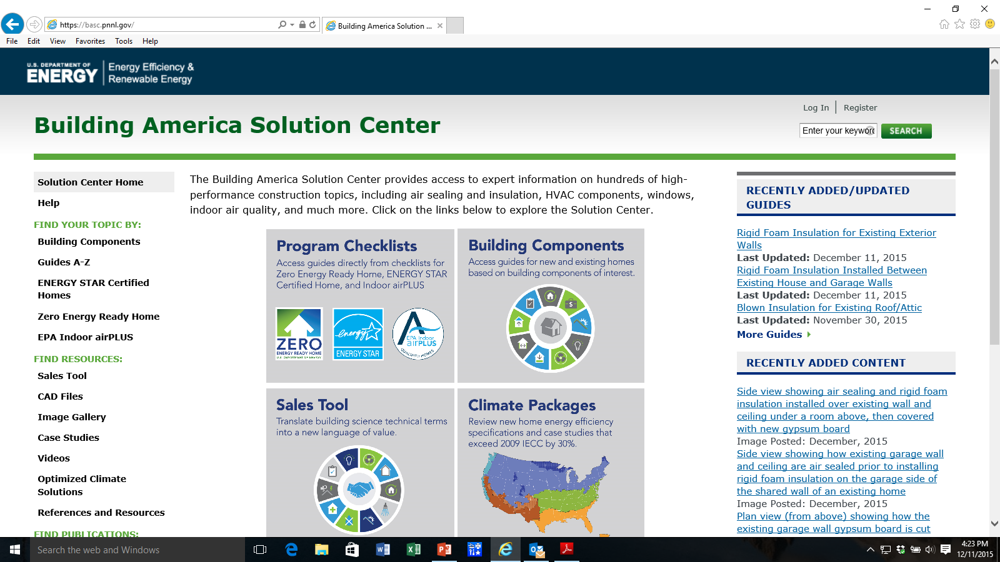 https://basc.pnnl.gov/
Building America Solution ...
File Edit View Favorites Tools Help
U.S. DEPARTMENT OF
ENERGY
Energy Efficiency &
Renewable Energy
Log In
Register
Building America Solution Center
Enter your keyword
SEARCH
Solution Center Home
Help
FIND YOUR TOPIC BY:
Building Components
Guides A-Z
ENERGY STAR Certified
Homes
Zero Energy Ready Home
EPA Indoor airPLUS
FIND RESOURCES:
Sales Tool
CAD Files
Image Gallery
Case Studies
Videos
Optimized Climate
Solutions
References and Resources
FIND PUBLICATIONS:
The Building America Solution Center provides access to expert information on hundreds of high-
performance construction topics, including air sealing and insulation, HVAC components, windows,
indoor air quality, and much more. Click on the links below to explore the Solution Center.
Program Checklists
Access guides directly from checklists for
Zero Energy Ready Home, ENERGY STAR
Certified Home, and Indoor airPLUS
ZERO
ENERGY READY HOME
U.S. DEPARTMENT OF ENERGY
energy
ENERGY STAR
A
EPA Indoor
airPLUS
QUALIFIED HOMES
Building Components
Access guides for new and existing homes
based on building components of interest.
$
Sales Tool
Translate building science technical terms
into a new language of value.
Climate Packages
Review new home energy efficiency
specifications and case studies that
exceed 2009 IECC by 30%.
RECENTLY ADDED/UPDATED
GUIDES
Rigid Foam Insulation for Existing Exterior
Walls
Last Updated: December 11, 2015
Rigid Foam Insulation Installed Between
Existing House and Garage Walls
Last Updated: December 11, 2015
Blown Insulation for Existing Roof/Attic
Last Updated: November 30, 2015
More Guides
RECENTLY ADDED CONTENT
Side view showing air sealing and rigid foam
insulation installed over existing wall and
ceiling under a room above, then covered
with new gypsum board
Image Posted: December, 2015
Side view showing how existing garage wall
and ceiling are air sealed prior to installing
rigid foam insulation on the garage side of
the shared wall of an existing home
Image Posted: December, 2015
Plan view (from above) showing how the
existing garage wall gypsum board is cut
Search the web and Windows
4:23 PM
12/11/2015